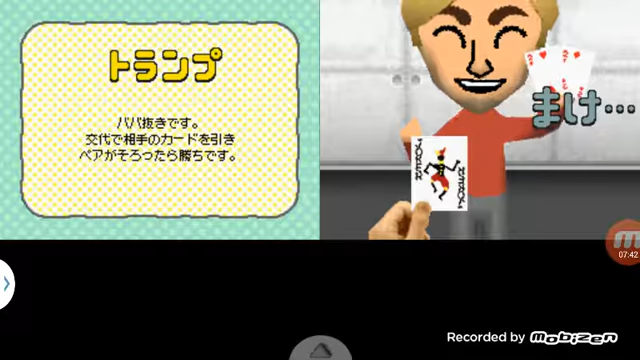 トランプ
ババ抜きです。
交代で相手のカードを引き
ペアがそろったら勝ちです。
まけ…
07:42
Recorded by mobizen